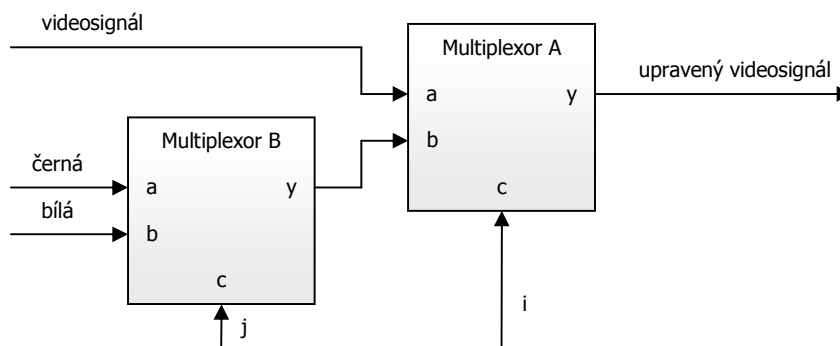 videosignál
Multiplexor A
upravený videosignál
a
y
b
c
Multiplexor B
černá
a
y
bílá
b
c
j
i